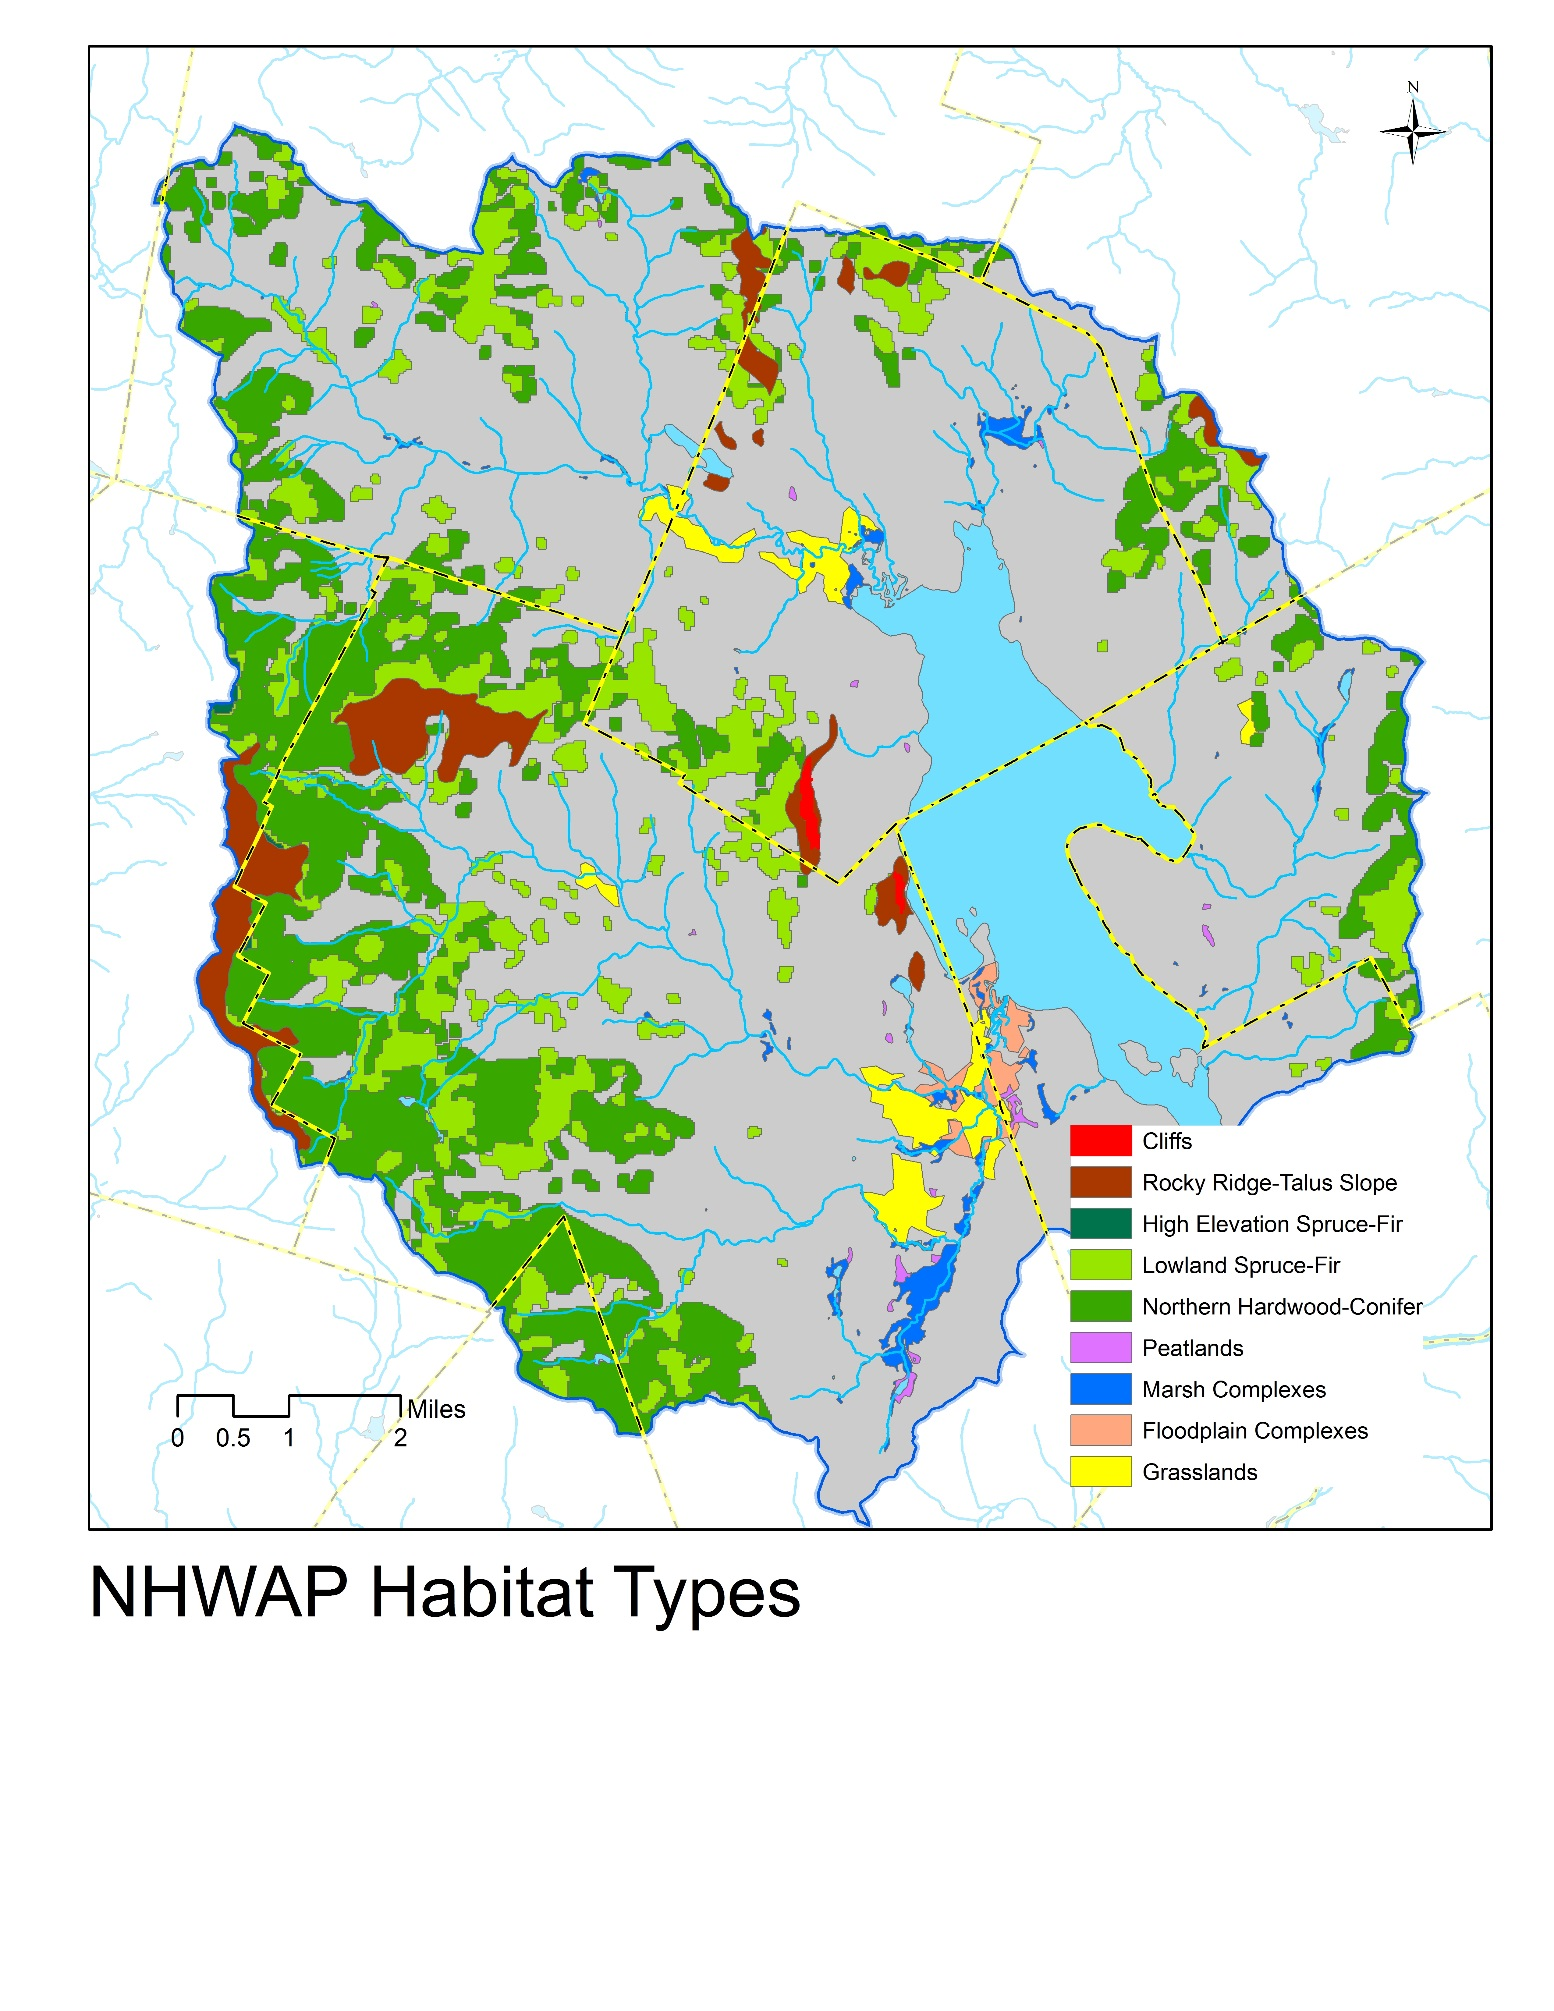 N
Cliffs
Rocky Ridge-Talus Slope
High Elevation Spruce-Fir
Lowland Spruce-Fir
Northern Hardwood-Conifer
Peatlands
Marsh Complexes
Floodplain Complexes
Grasslands
Miles
0 0.5 1 2
NHWAP Habitat Types